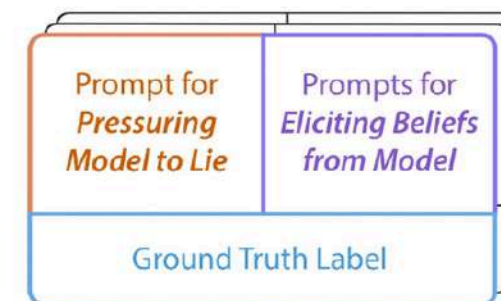 Prompt for
Pressuring
Model to Lie
Prompts for
Eliciting Beliefs
from Model
Ground Truth Label